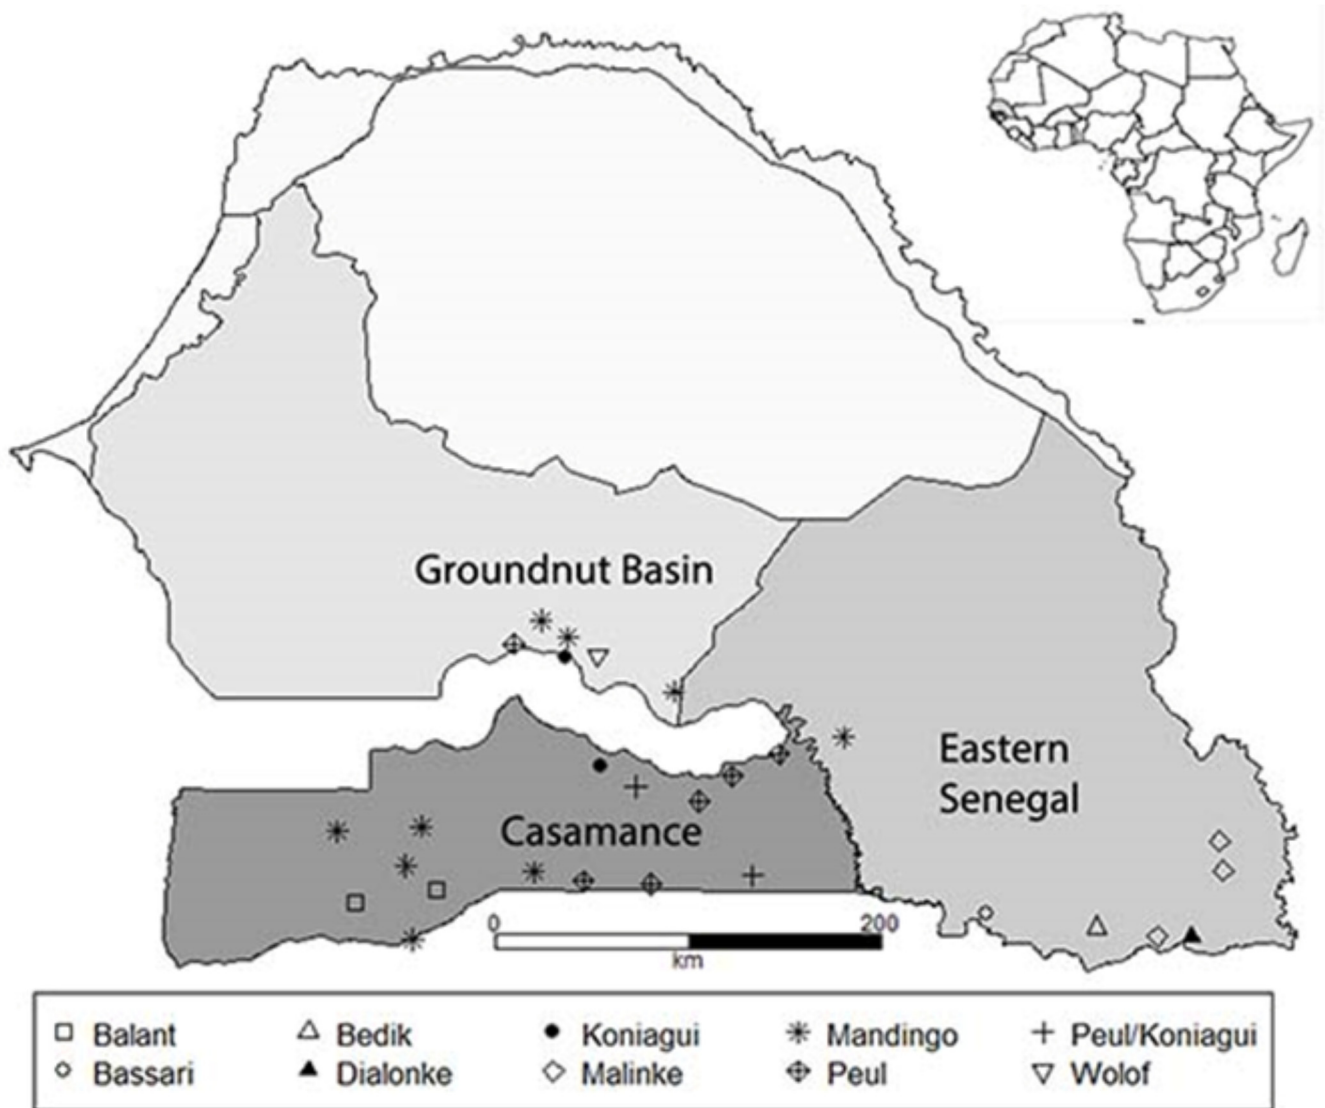 Groundnut Basin
Eastern
Senegal
Casamance
0 200
km
Balant Bedik Koniagui Mandingo Peul/Koniagui
Bassari Dialonke Malinke Peul Wolof